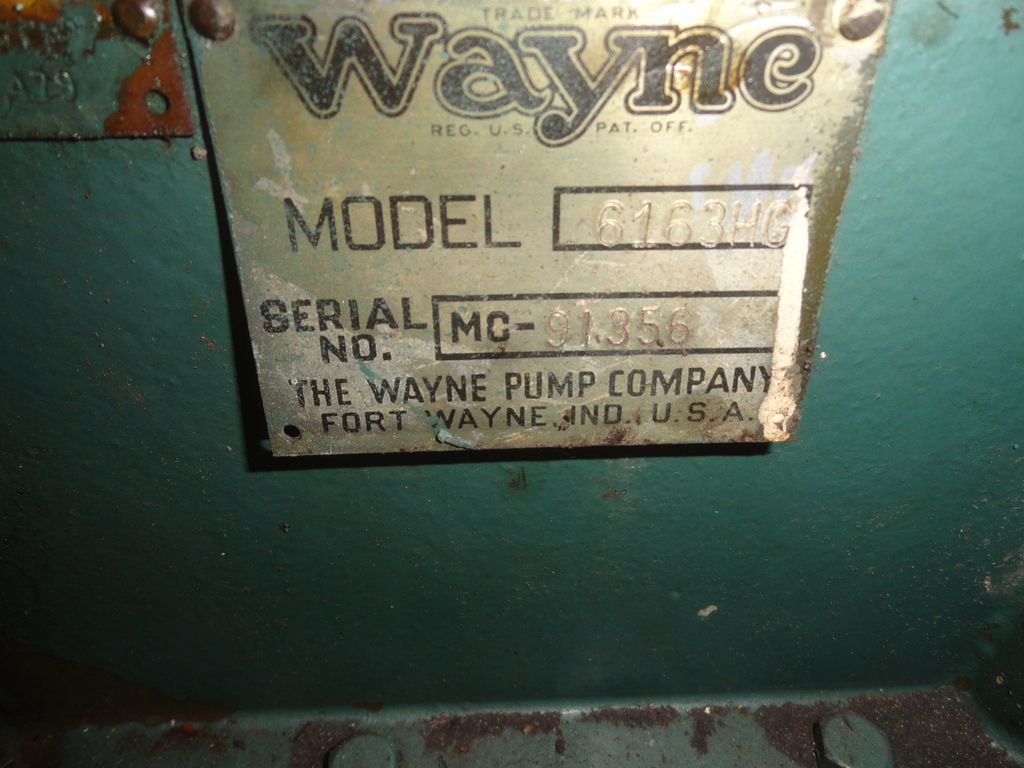 TRADE MARK
Wayne
REG. U.S. PAT. OFF.
MODEL 6163HG
SERIAL NO. MC-91356
THE WAYNE PUMP COMPANY
FORT WAYNE, IND., U.S.A.